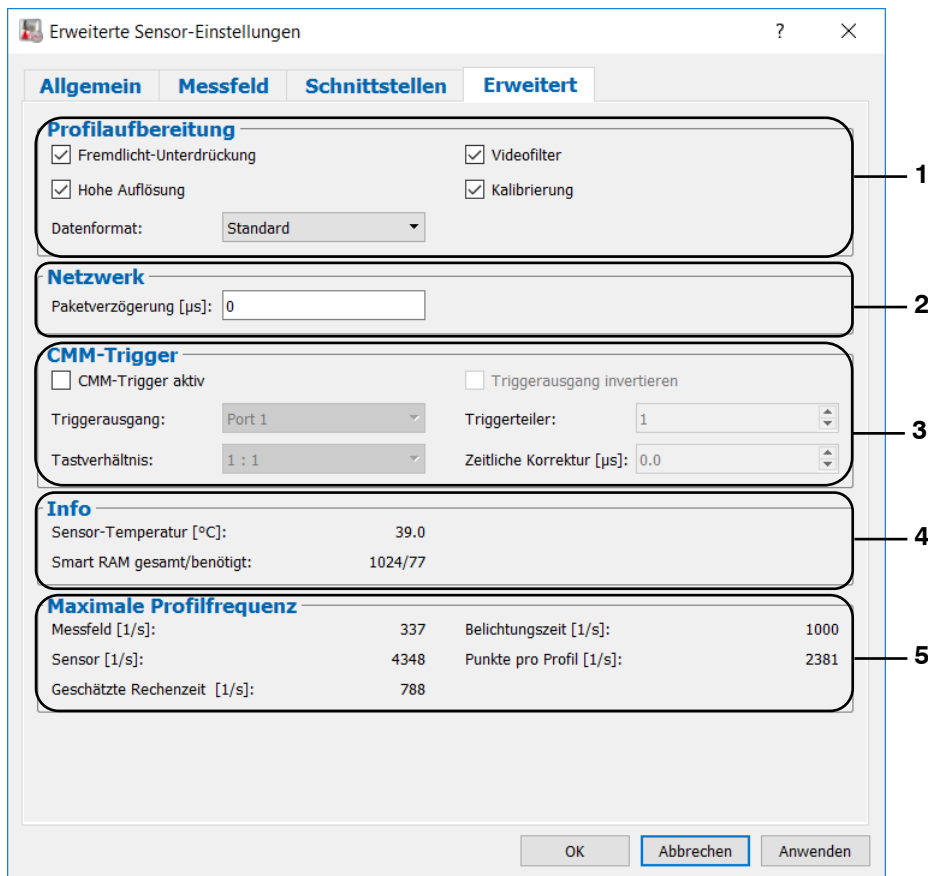 Erweiterte Sensor-Einstellungen ?
Allgemein Messfeld Schnittstellen Erweitert
Profilaufbereitung
Fremdlicht-Unterdrückung Videofilter
1
Hohe Auflösung Kalibrierung
Datenformat: Standard
Netzwerk
Paketverzögerung [µs]: 0
2
CMM-Trigger
CMM-Trigger aktiv Triggerausgang invertieren
Triggerausgang: Port 1 Triggerteiler: 1
3
Tastverhältnis: 1 : 1 Zeitliche Korrektur [µs]: 0.0
Info
Sensor-Temperatur [°C]: 39.0
4
Smart RAM gesamt/benötigt: 1024/77
Maximale Profilfrequenz
Messfeld [1/s]: 337 Belichtungszeit [1/s]: 1000
Sensor [1/s]: 4348 Punkte pro Profil [1/s]: 2381
5
Geschätzte Rechenzeit [1/s]: 788
OK Abbrechen Anwenden